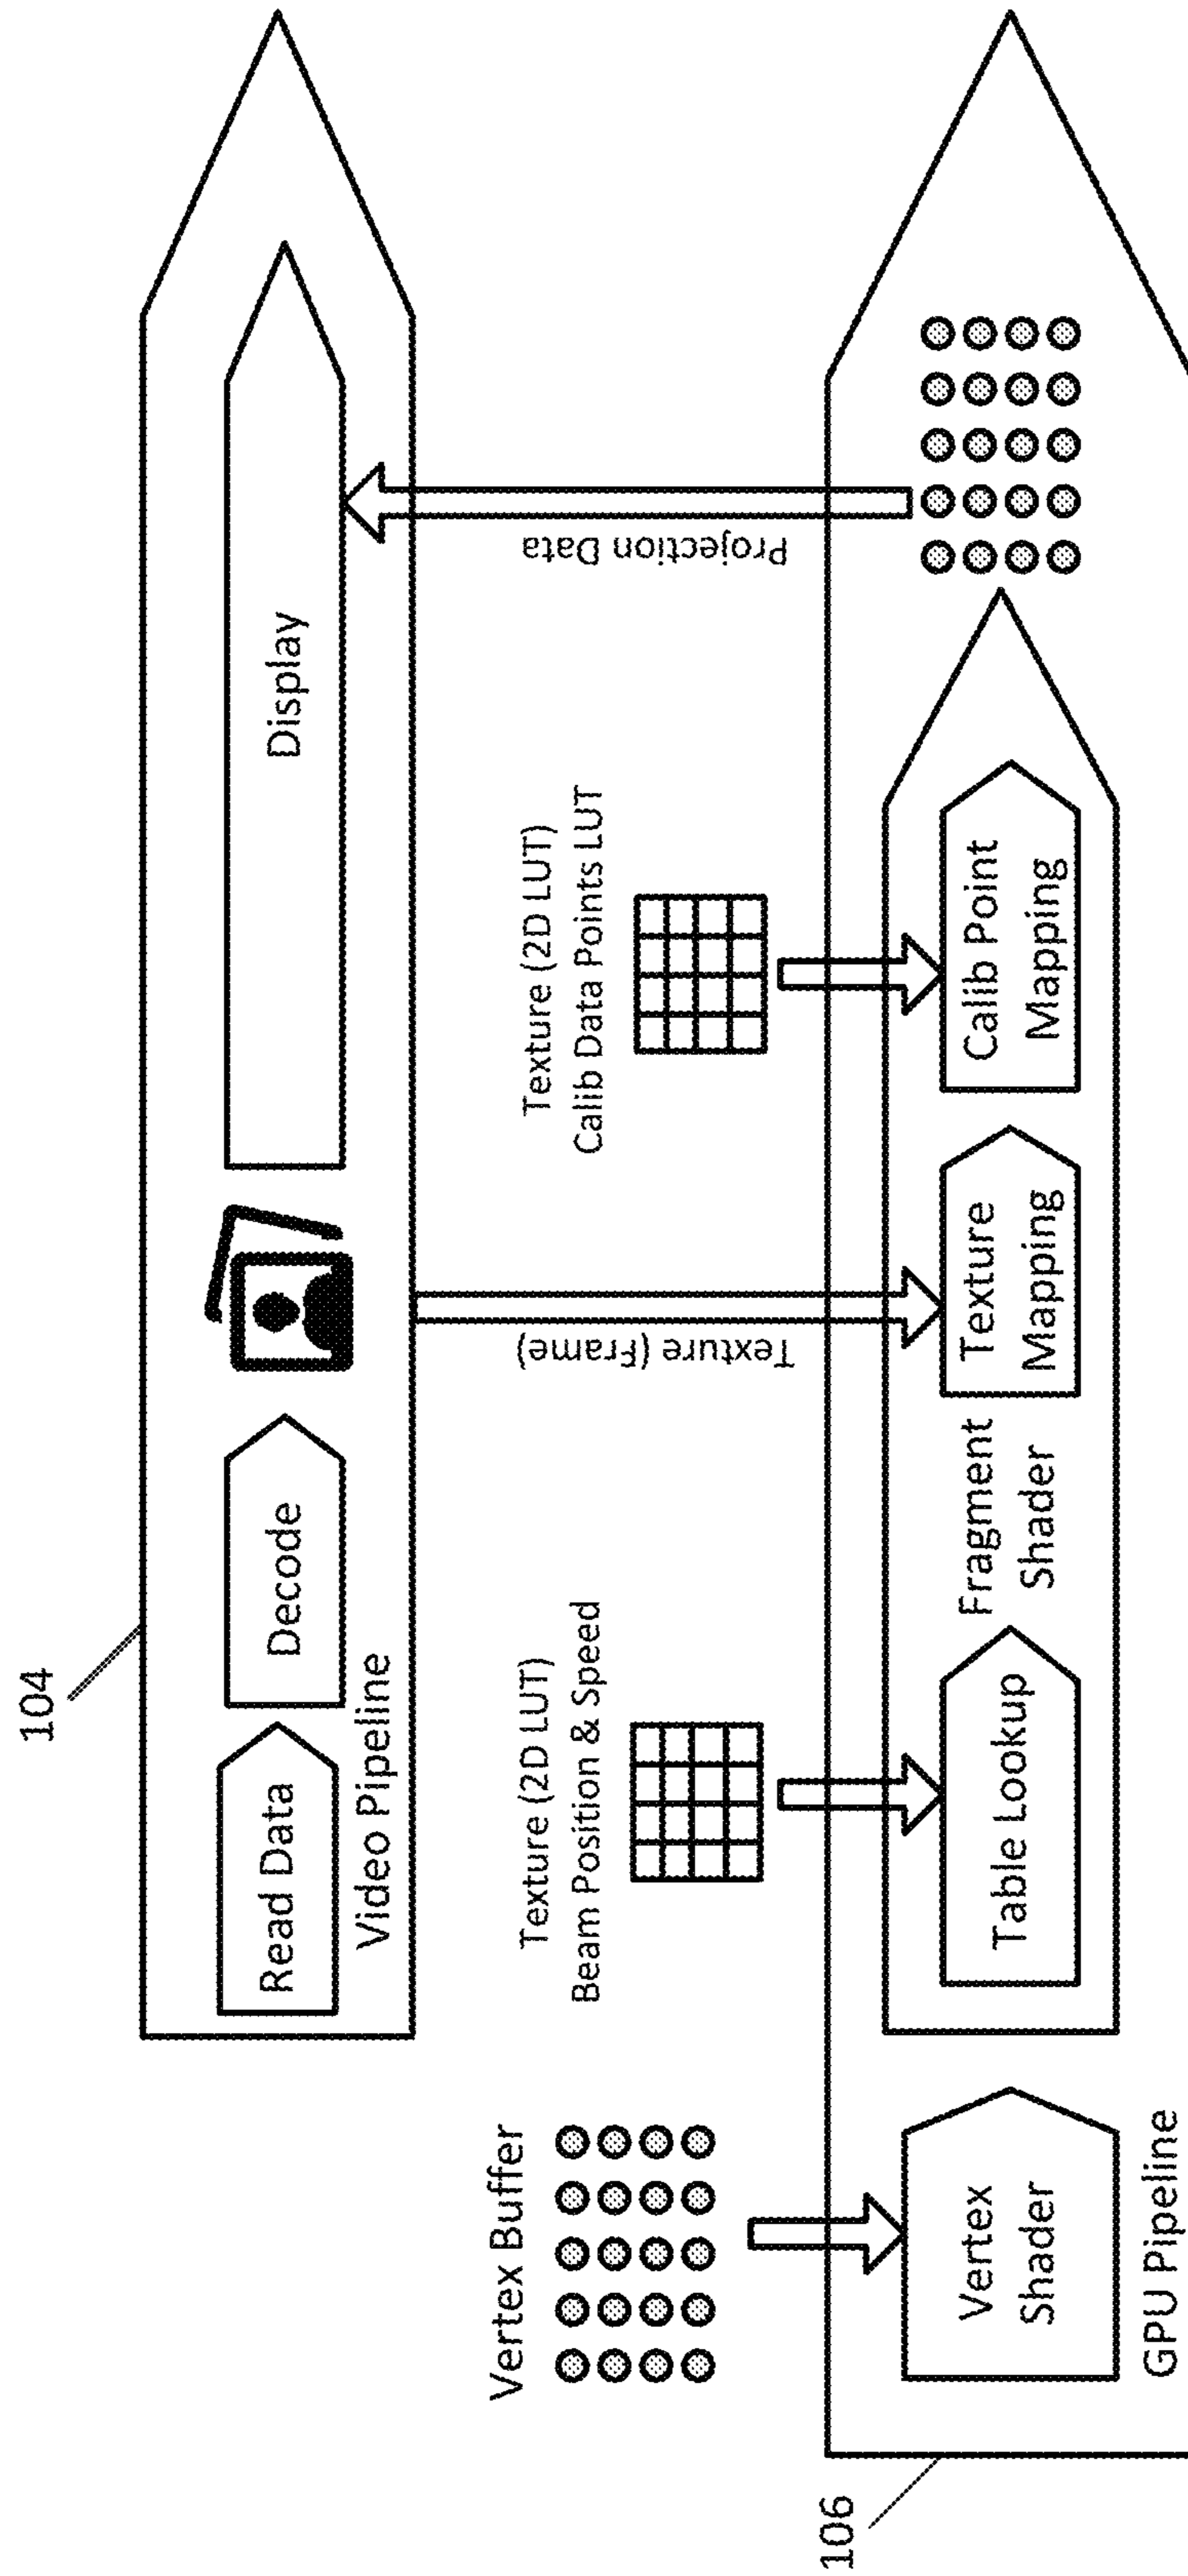 104
Read Data
Decode
Display
Video Pipeline
Vertex Buffer
Texture (2D LUT)
Beam Position & Speed
Texture (Frame)
Texture (2D LUT)
Calib Data Points LUT
Projection Data
106
Vertex
Shader
Table Lookup
Fragment
Shader
Texture
Mapping
Calib Point
Mapping
GPU Pipeline